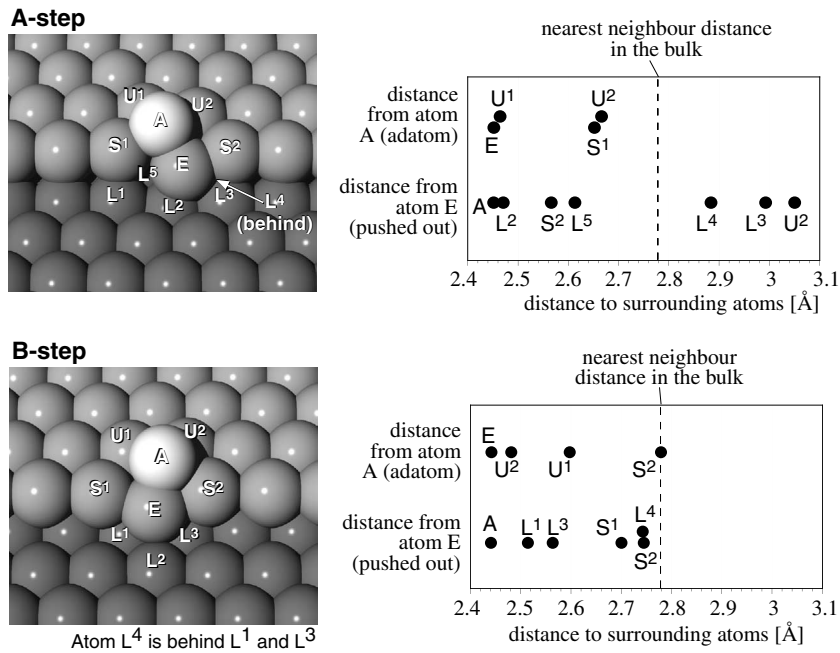 A-step
U1
U2
A
S1
E
S2
L5
L1
L2
L3
L4
(behind)
nearest neighbour distance
in the bulk
distance
from atom
A (adatom)
U1
U2
E
S1
distance from
atom E
(pushed out)
A
L2
S2
L5
L4
L3
U2
2.4 2.5 2.6 2.7 2.8 2.9 3 3.1
distance to surrounding atoms [Å]
B-step
U1
U2
A
S1
S2
E
L1
L3
L2
Atom L4 is behind L1 and L3
nearest neighbour
distance in the bulk
distance
from atom
A (adatom)
E
U2
U1
S2
distance from
atom E
(pushed out)
A
L1
L3
S1
L4
S2
2.4 2.5 2.6 2.7 2.8 2.9 3 3.1
distance to surrounding atoms [Å]